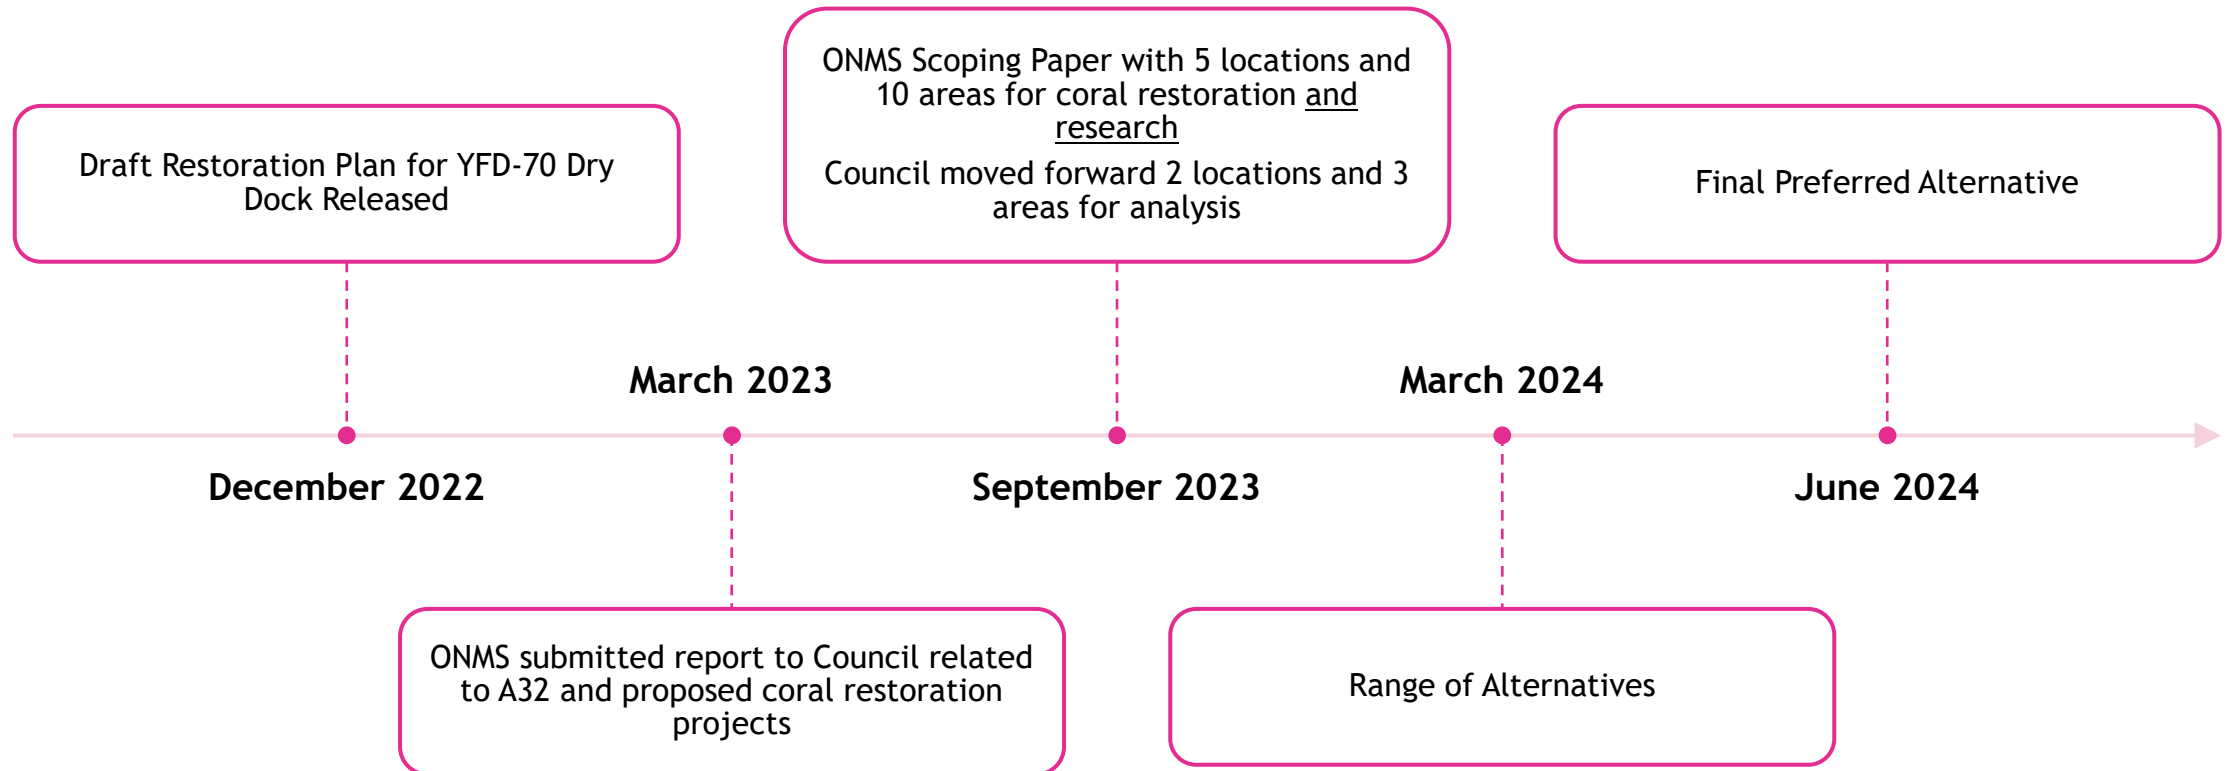 Draft Restoration Plan for YFD-70 Dry
Dock Released
December 2022
March 2023
ONMS submitted report to Council related
to A32 and proposed coral restoration
projects
ONMS Scoping Paper with 5 locations and
10 areas for coral restoration and
research
Council moved forward 2 locations and 3
areas for analysis
September 2023
March 2024
Range of Alternatives
Final Preferred Alternative
June 2024